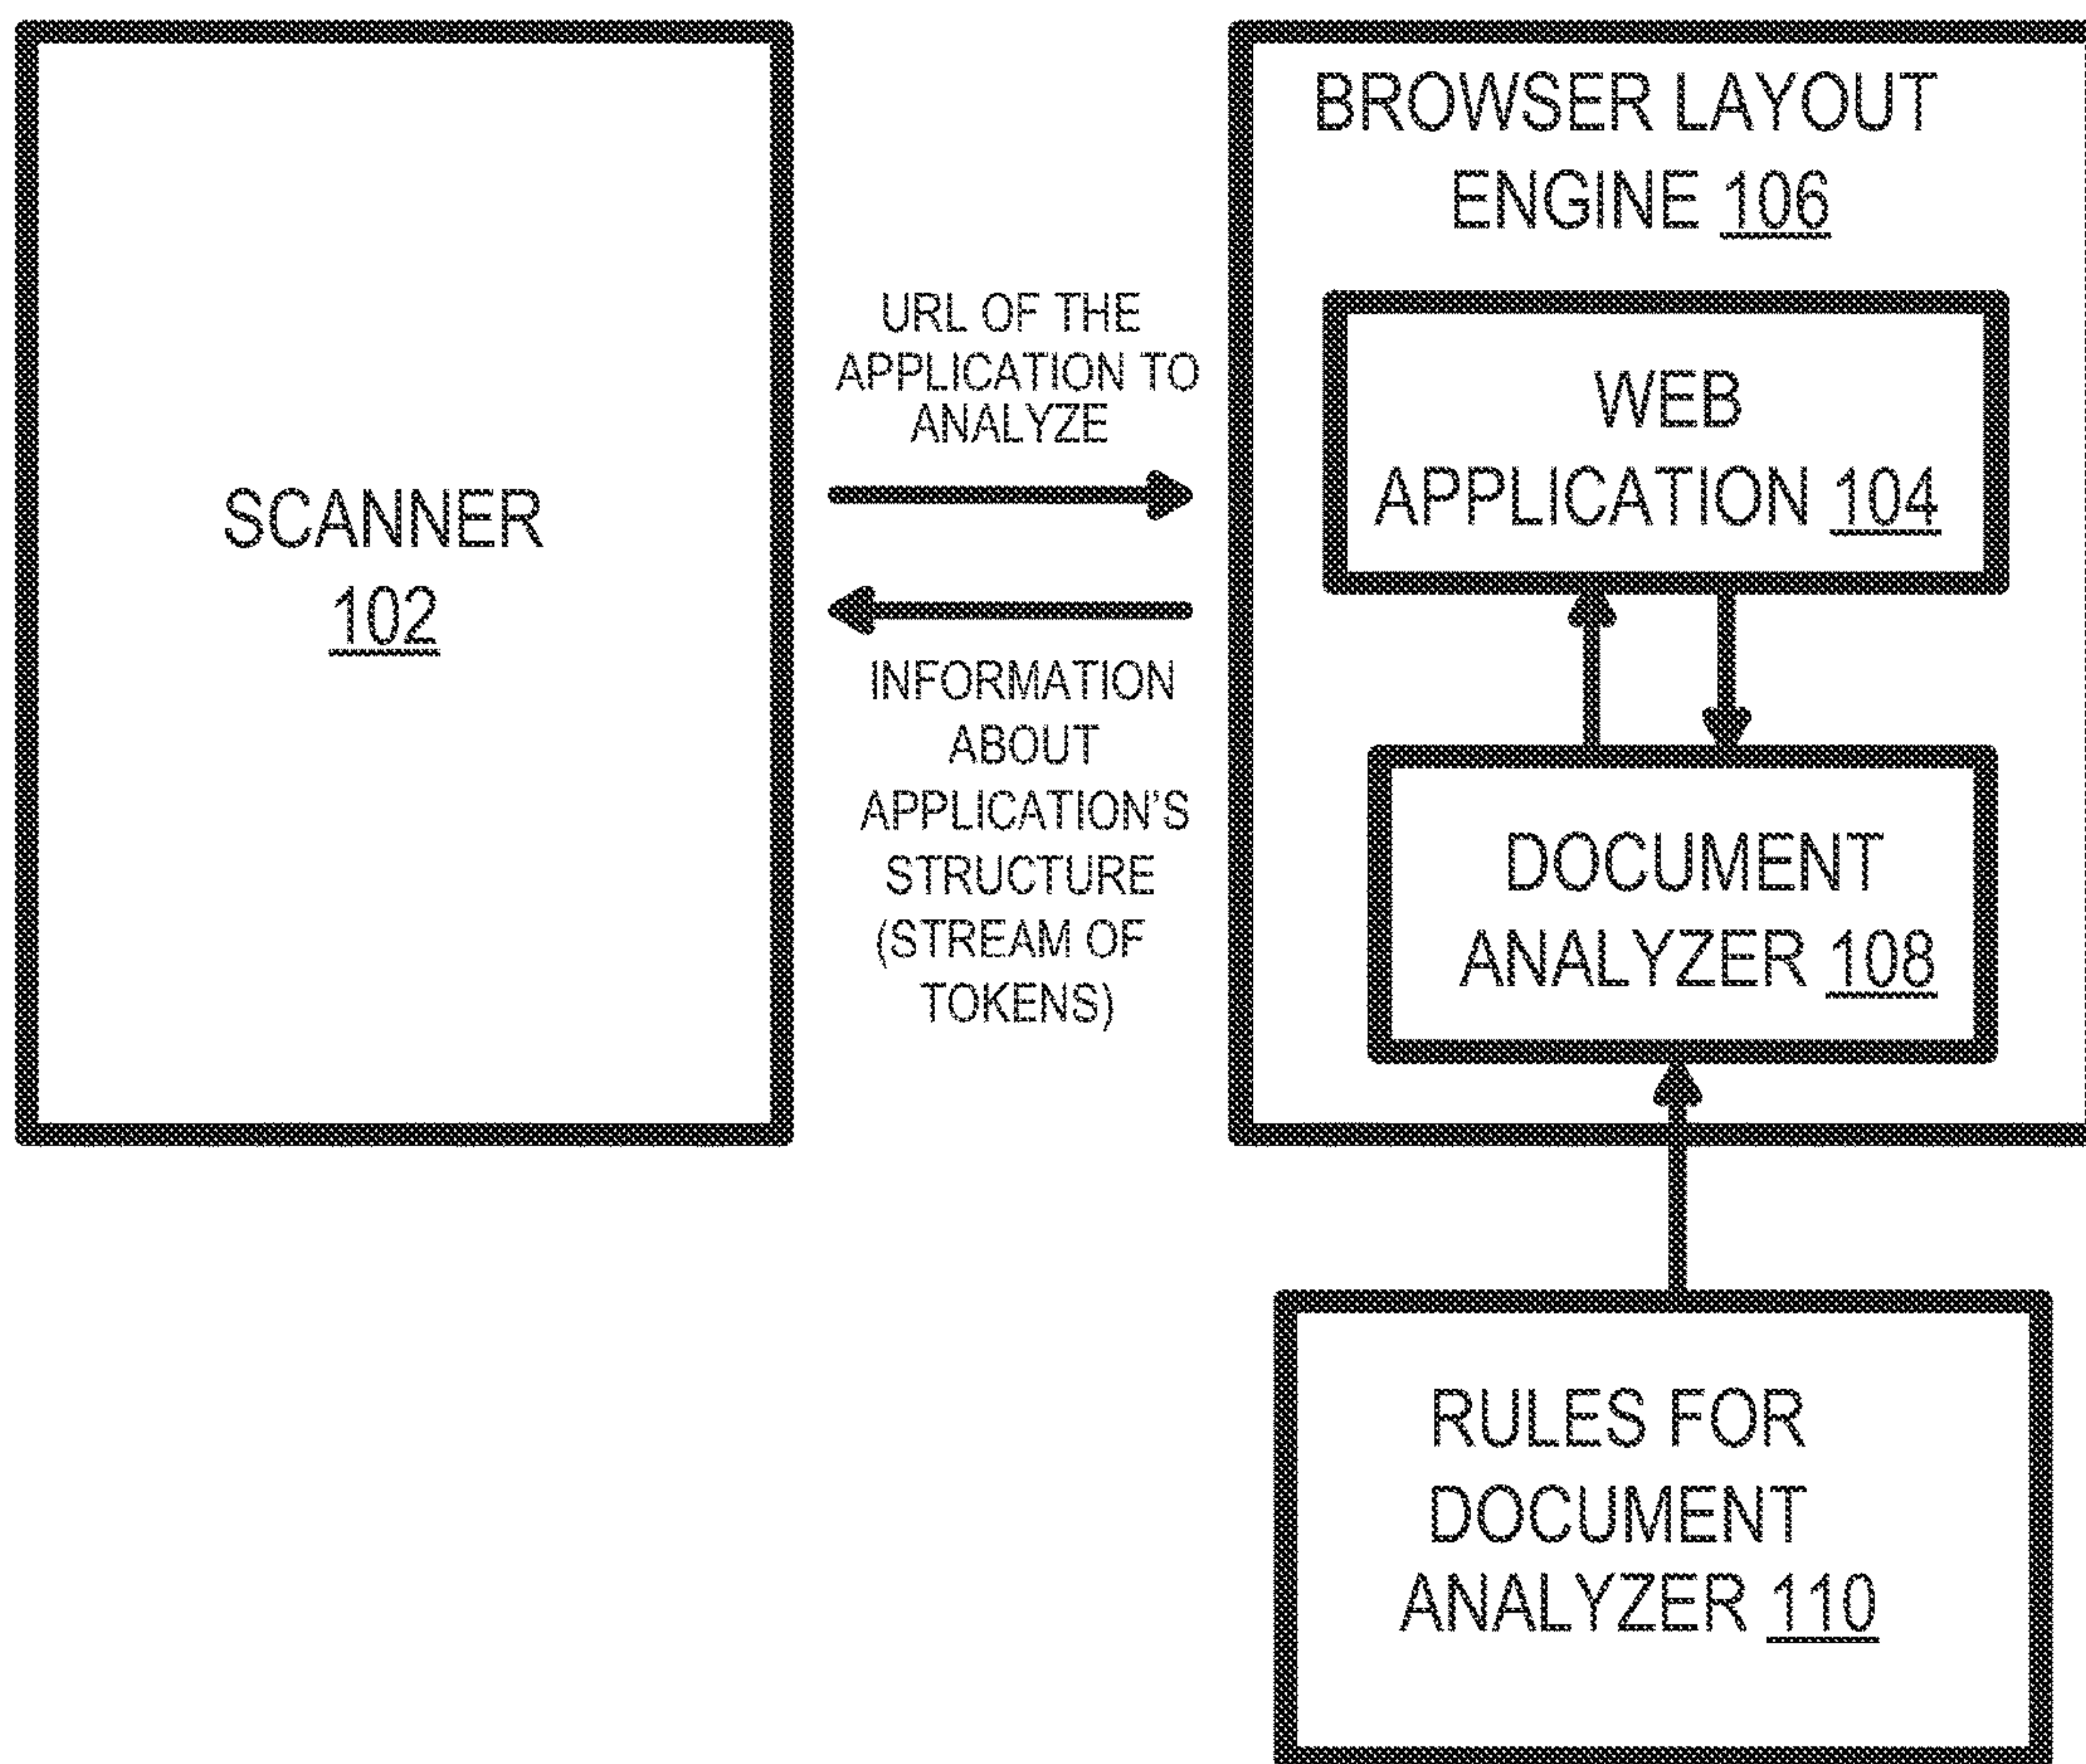 SCANNER
102
URL OF THE
APPLICATION TO
ANALYZE
INFORMATION
ABOUT
APPLICATION'S
STRUCTURE
(STREAM OF
TOKENS)
BROWSER LAYOUT
ENGINE 106
WEB
APPLICATION 104
DOCUMENT
ANALYZER 108
RULES FOR
DOCUMENT
ANALYZER 110